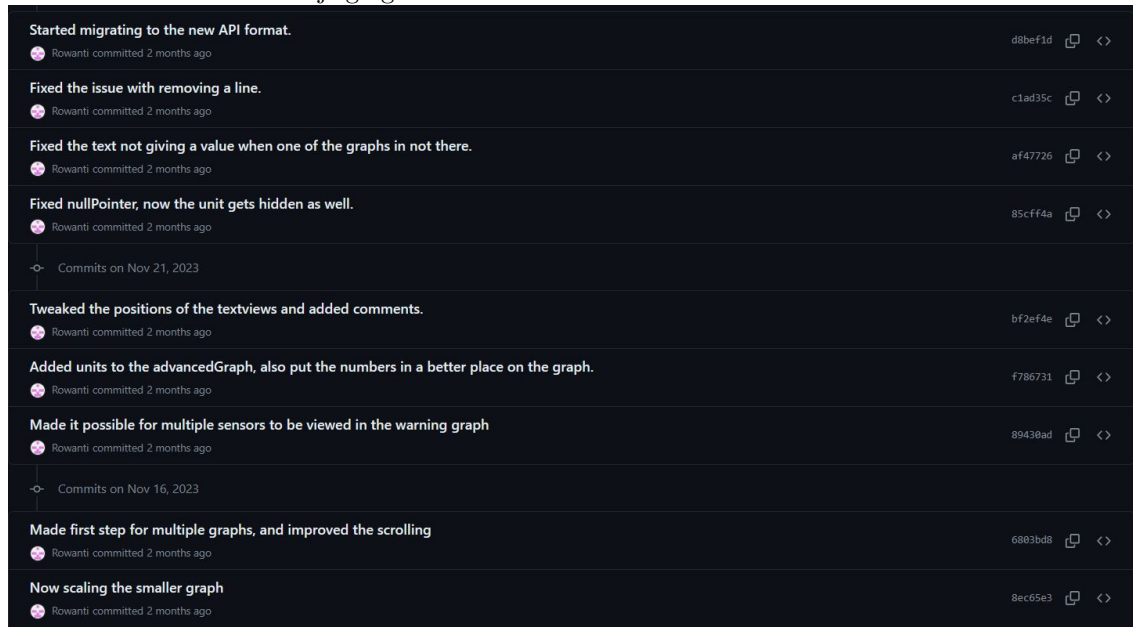 Started migrating to the new API format.
Rowanti committed 2 months ago
d8bef1d
Fixed the issue with removing a line.
Rowanti committed 2 months ago
c1ad35c
Fixed the text not giving a value when one of the graphs in not there.
Rowanti committed 2 months ago
af47726
Fixed nullPointer, now the unit gets hidden as well.
Rowanti committed 2 months ago
85cff4a
Commits on Nov 21, 2023
Tweaked the positions of the textviews and added comments.
Rowanti committed 2 months ago
bf2ef4e
Added units to the advancedGraph, also put the numbers in a better place on the graph.
Rowanti committed 2 months ago
f786731
Made it possible for multiple sensors to be viewed in the warning graph
Rowanti committed 2 months ago
89430ad
Commits on Nov 16, 2023
Made first step for multiple graphs, and improved the scrolling
Rowanti committed 2 months ago
6803bd8
Now scaling the smaller graph
Rowanti committed 2 months ago
8ec65e3